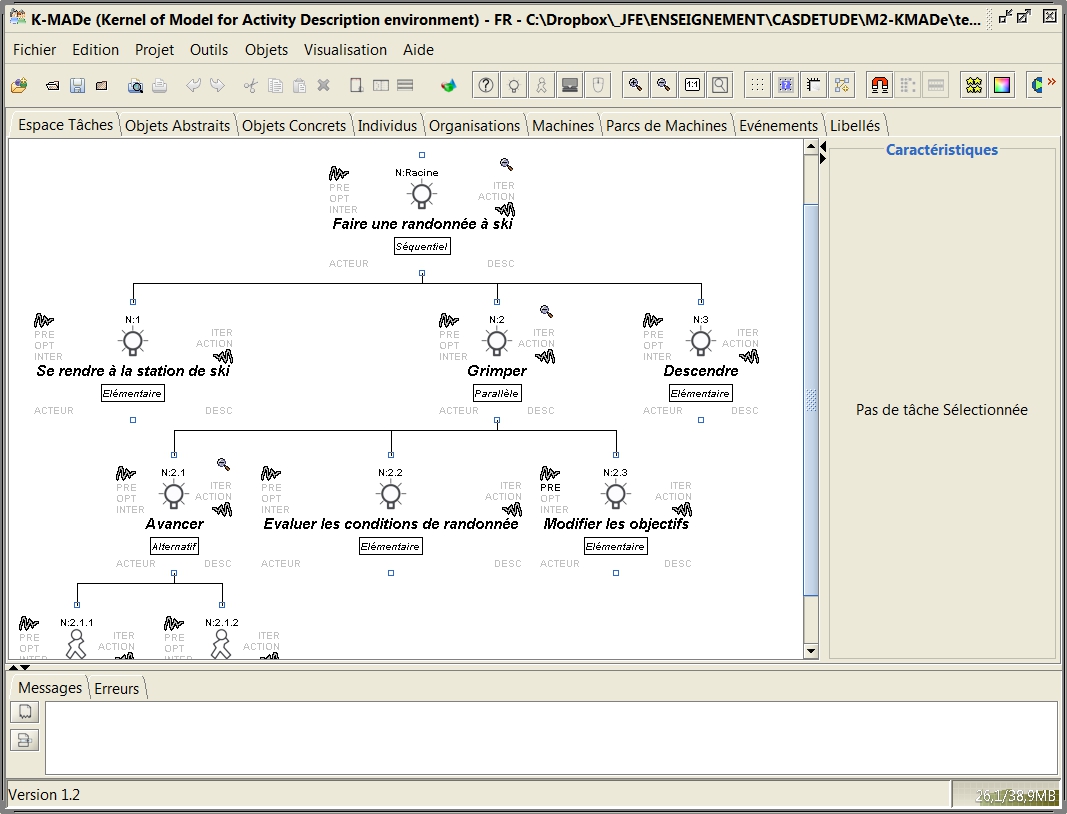 K-MADe (Kernel of Model for Activity Description environment) - FR - C:\Dropbox\_JFE\ENSEIGNEMENT\CASDETUDE\M2-KMADe\te...
Fichier Edition Projet Outils Objets Visualisation Aide
1:1
Espace Tâches Objets Abstraits Objets Concrets Individus Organisations Machines Parcs de Machines Evénements Libellés
Caractéristiques
N:Racine
PRE ITER
OPT ACTION
INTER
Faire une randonnée à ski
Séquentiel
ACTEUR DESC
N:1 N:2 N:3
PRE ITER PRE ITER PRE ITER
OPT ACTION OPT ACTION OPT ACTION
INTER INTER INTER
Se rendre à la station de ski Grimper Descendre
Elémentaire Parallèle Elémentaire
ACTEUR DESC ACTEUR DESC ACTEUR DESC
Pas de tâche Sélectionnée
N:2.1 N:2.2 N:2.3
PRE ITER PRE ITER PRE ITER
OPT ACTION OPT ACTION OPT ACTION
INTER INTER INTER
Avancer Evaluer les conditions de randonnée Modifier les objectifs
Alternatif Elémentaire Elémentaire
ACTEUR DESC ACTEUR DESC ACTEUR DESC
N:2.1.1 N:2.1.2
PRE ITER PRE ITER
OPT ACTION OPT ACTION
INTER INTER
Messages Erreurs
Version 1.2
26,1/38,9MB